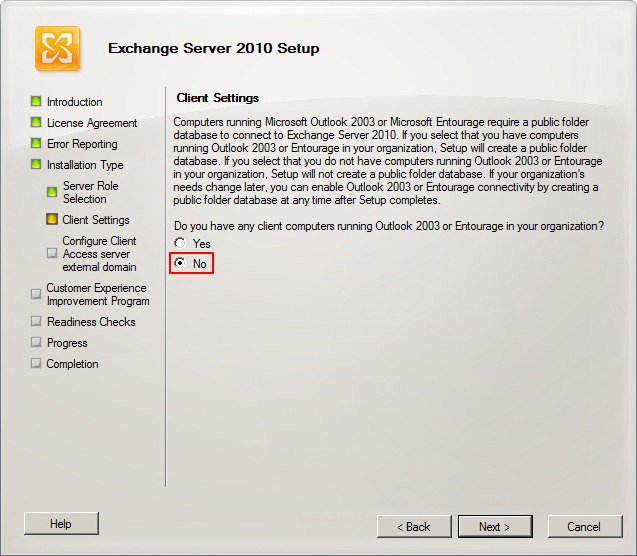 Exchange Server 2010 Setup
Introduction
License Agreement
Error Reporting
Installation Type
Server Role
Selection
Client Settings
Configure Client
Access server
external domain
Customer Experience
Improvement Program
Readiness Checks
Progress
Completion
Client Settings
Computers running Microsoft Outlook 2003 or Microsoft Entourage require a public folder
database to connect to Exchange Server 2010. If you select that you have computers
running Outlook 2003 or Entourage in your organization, Setup will create a public folder
database. If you select that you do not have computers running Outlook 2003 or Entourage
in your organization, Setup will not create a public folder database. If your organization's
needs change later, you can enable Outlook 2003 or Entourage connectivity by creating a
public folder database at any time after Setup completes.
Do you have any client computers running Outlook 2003 or Entourage in your organization?
Yes
No
Help
< Back
Next >
Cancel